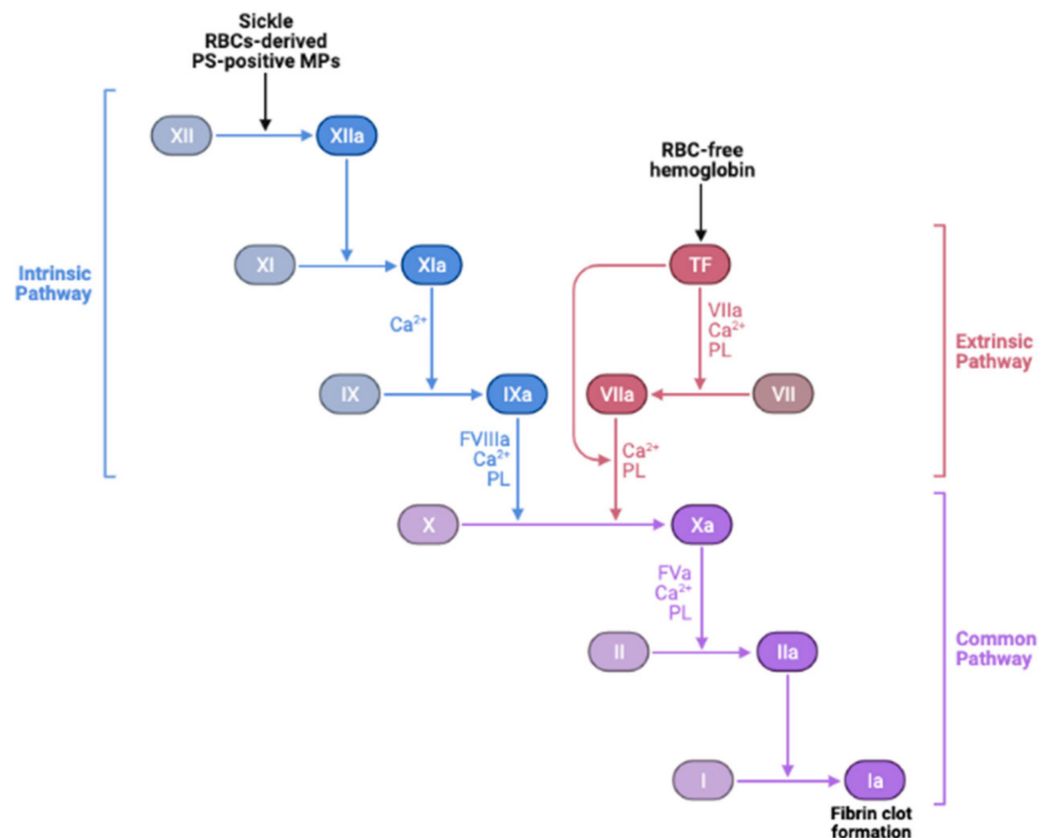 Sickle
RBCs-derived
PS-positive MPs
XII
XIIa
RBC-free
hemoglobin
Intrinsic
Pathway
XI
XIa
TF
Ca²⁺
VIIa
Ca²⁺
PL
Extrinsic
Pathway
IX
IXa
VIIa
VII
FVIIIa
Ca²⁺
PL
Ca²⁺
PL
X
Xa
FVa
Ca²⁺
PL
Common
Pathway
II
IIa
I
Ia
Fibrin clot
formation